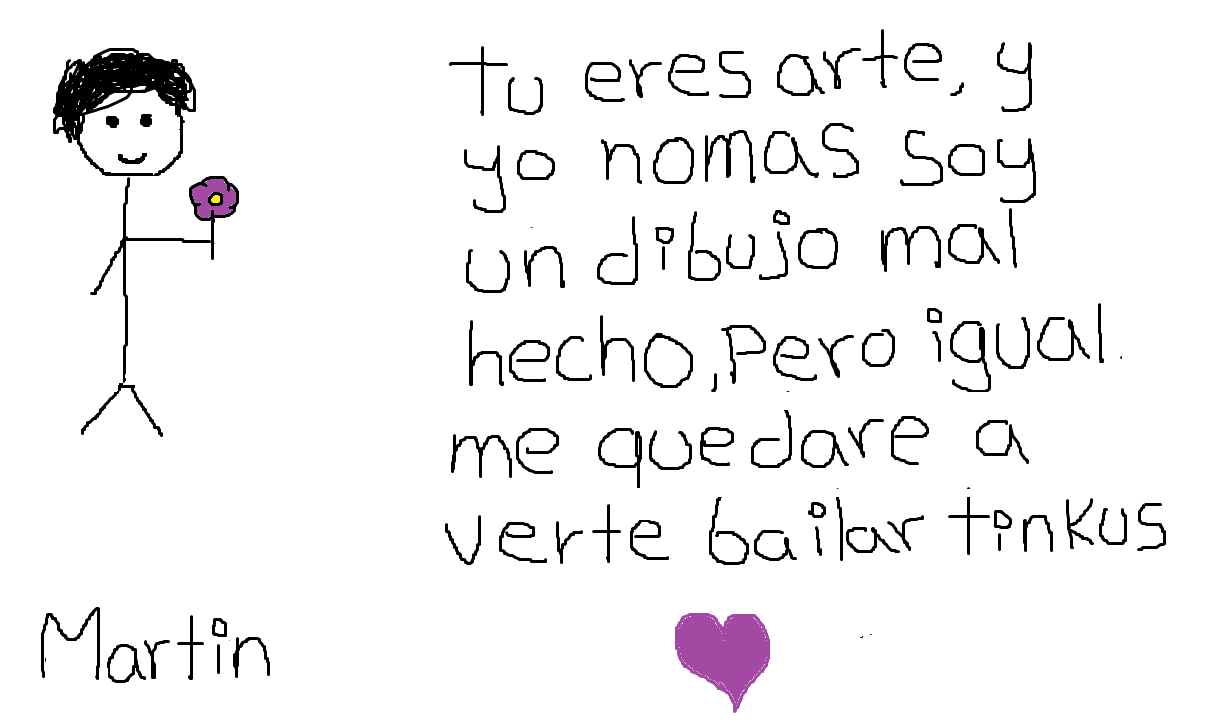 tu eres arte, y
yo nomas soy
un dibujo mal
hecho, Pero igual
me quedare a
verte bailar tinkus
Martin